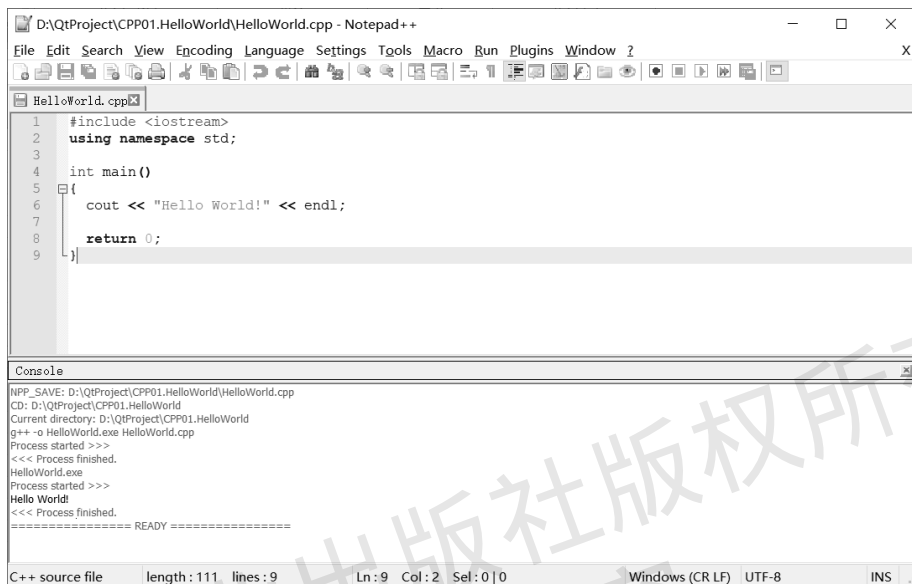 D:\QtProject\CPP01.HelloWorld\HelloWorld.cpp - Notepad++
File Edit Search View Encoding Language Settings Tools Macro Run Plugins Window ? X
HelloWorld.cpp
1 #include <iostream>
2 using namespace std;
3
4 int main()
5 {
6 cout << "Hello World!" << endl;
7
8 return 0;
9 }
Console
NPP_SAVE: D:\QtProject\CPP01.HelloWorld\HelloWorld.cpp
CD: D:\QtProject\CPP01.HelloWorld
Current directory: D:\QtProject\CPP01.HelloWorld
g++ -o HelloWorld.exe HelloWorld.cpp
Process started >>>
<<< Process finished.
HelloWorld.exe
Process started >>>
Hello World!
<<< Process finished.
================ READY ================
C++ source file length : 111 lines : 9 Ln : 9 Col : 2 Sel : 0 | 0 Windows (CR LF) UTF-8 INS
出版社版权所